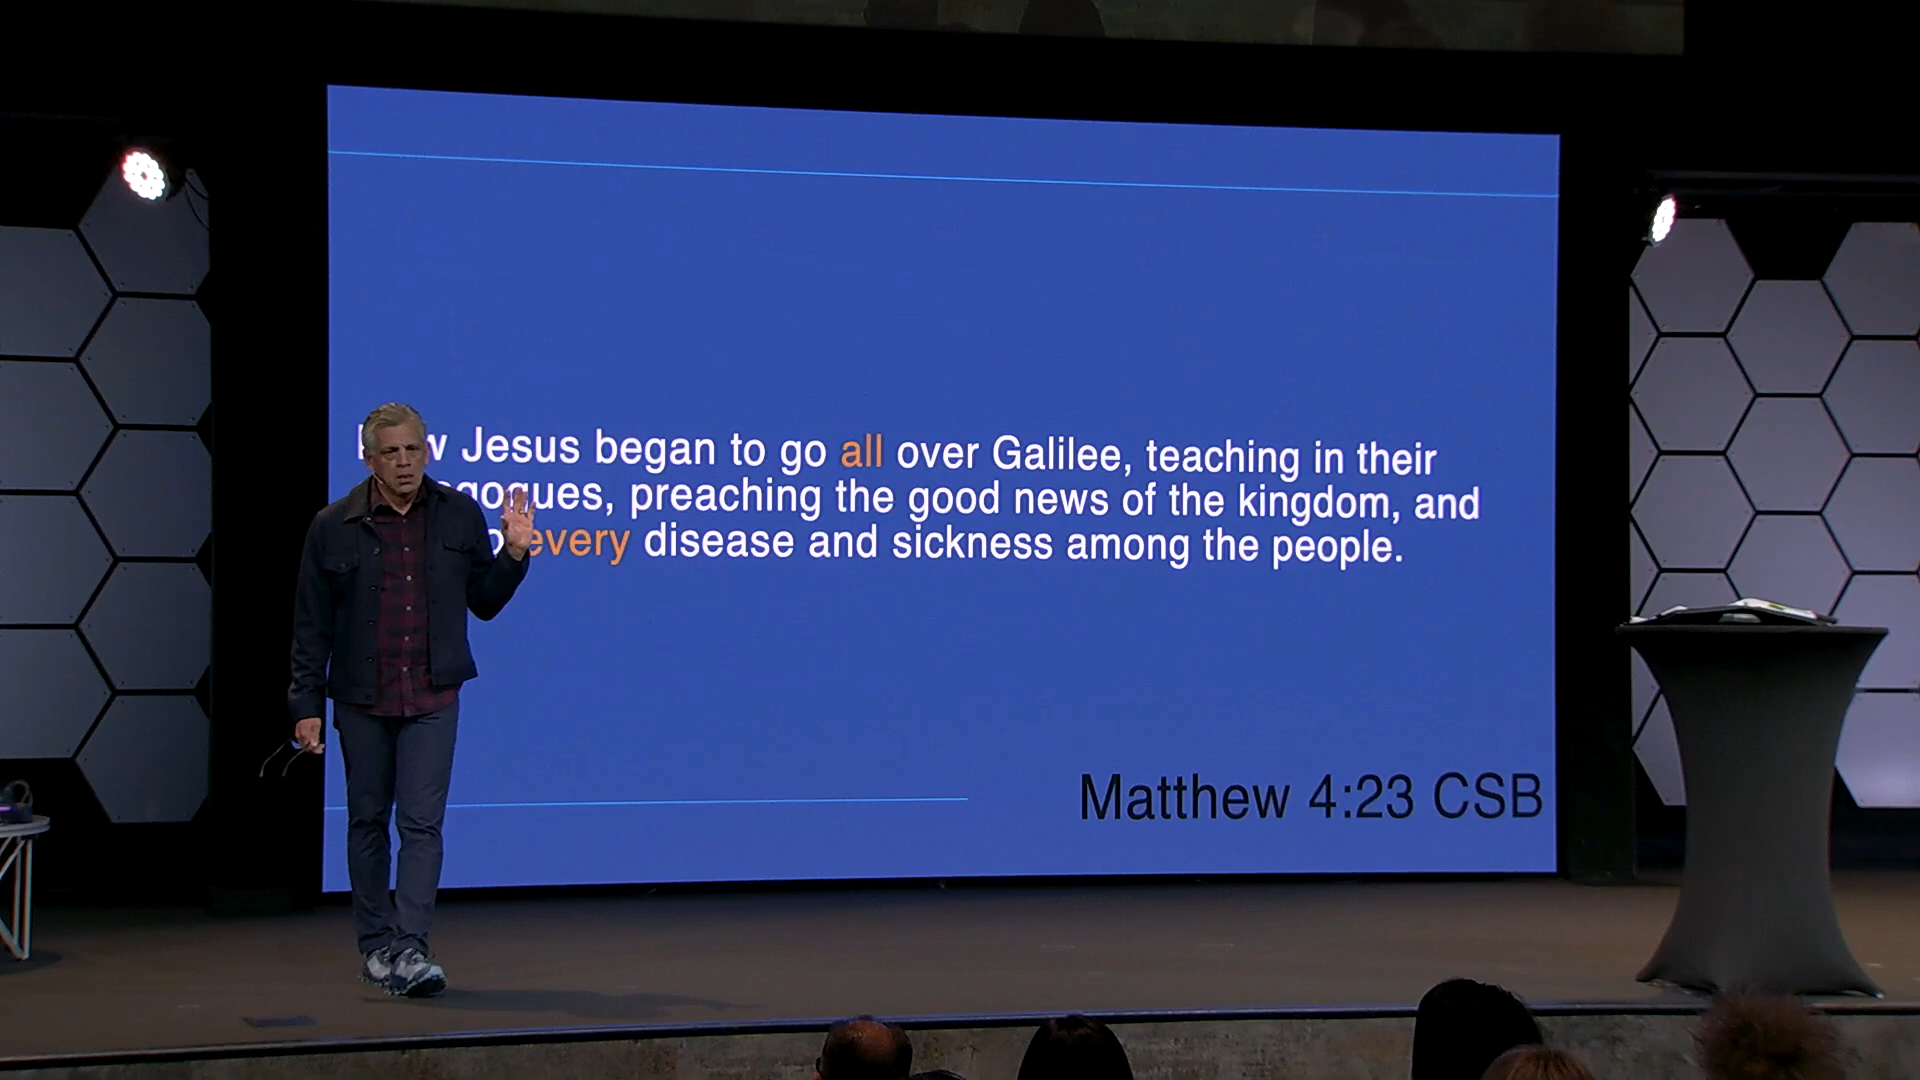 Jesus began to go all over Galilee, teaching in their
preaching the good news of the kingdom, and
every disease and sickness among the people.
Matthew 4:23 CSB